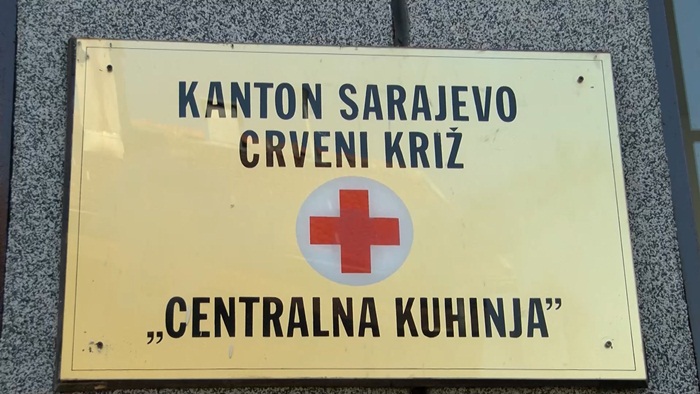 KANTON SARAJEVO
CRVENI KRIŽ
„CENTRALNA KUHINJA”